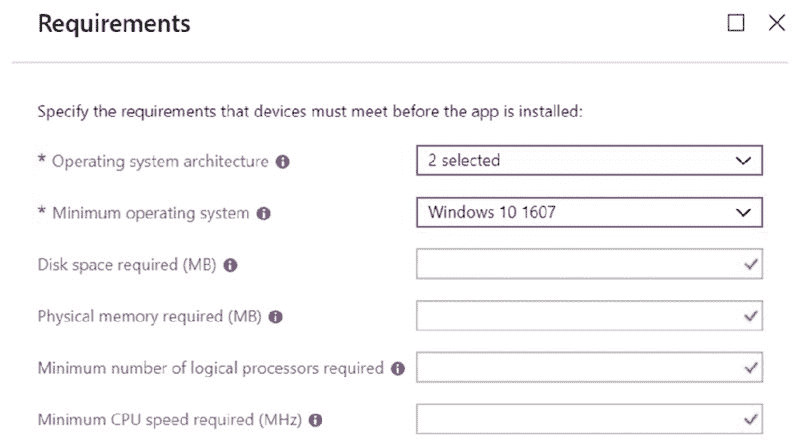 Requirements
Specify the requirements that devices must meet before the app is installed:
* Operating system architecture
2 selected
* Minimum operating system
Windows 10 1607
Disk space required (MB)
Physical memory required (MB)
Minimum number of logical processors required
Minimum CPU speed required (MHz)